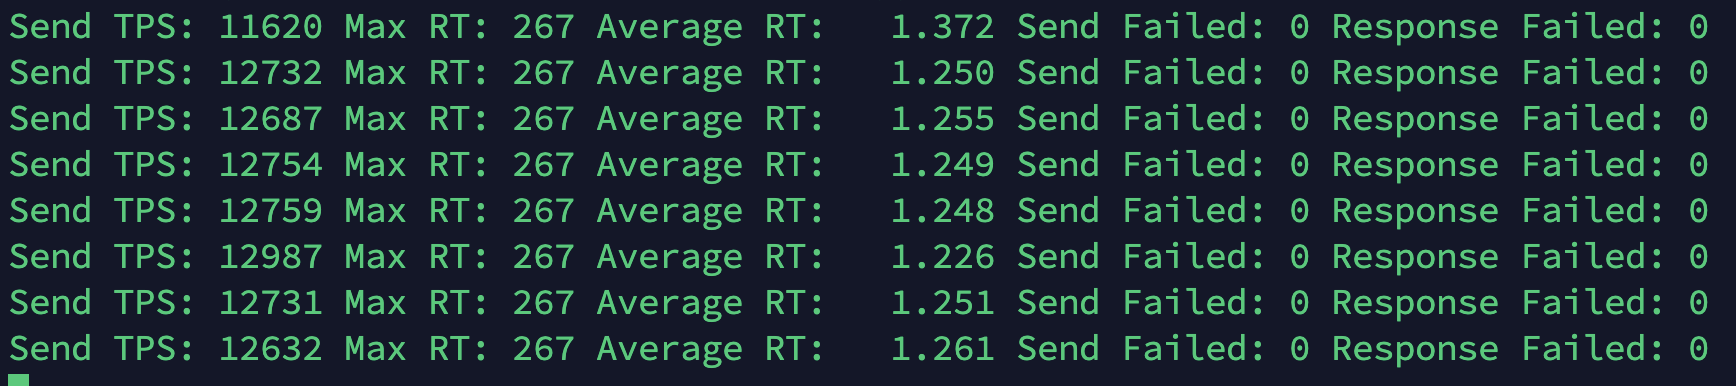 Send TPS: 11620 Max RT: 267 Average RT:   1.372 Send Failed: 0 Response Failed: 0
Send TPS: 12732 Max RT: 267 Average RT:   1.250 Send Failed: 0 Response Failed: 0
Send TPS: 12687 Max RT: 267 Average RT:   1.255 Send Failed: 0 Response Failed: 0
Send TPS: 12754 Max RT: 267 Average RT:   1.249 Send Failed: 0 Response Failed: 0
Send TPS: 12759 Max RT: 267 Average RT:   1.248 Send Failed: 0 Response Failed: 0
Send TPS: 12987 Max RT: 267 Average RT:   1.226 Send Failed: 0 Response Failed: 0
Send TPS: 12731 Max RT: 267 Average RT:   1.251 Send Failed: 0 Response Failed: 0
Send TPS: 12632 Max RT: 267 Average RT:   1.261 Send Failed: 0 Response Failed: 0